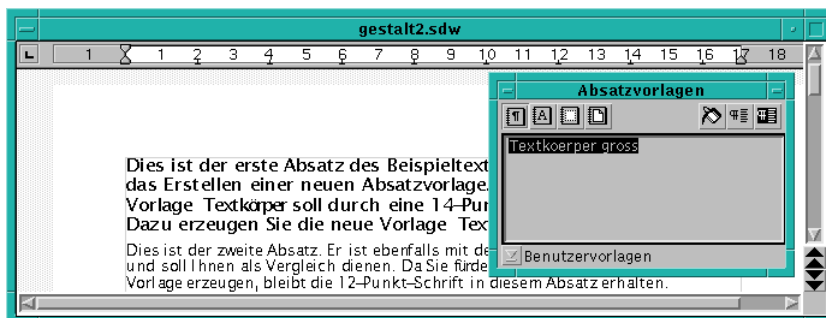 gestalt2.sdw
1 1 2 3 4 5 6 7 8 9 10 11 12 13 14 15 16 17 18
Absatzvorlagen
Textkoerper gross
Benutzervorlagen
Dies ist der erste Absatz des Beispieltext
das Erstellen einer neuen Absatzvorlage.
Vorlage Textkörper soll durch eine 14-Pun
Dazu erzeugen Sie die neue Vorlage Tex
Dies ist der zweite Absatz. Er ist ebenfalls mit de
und soll Ihnen als Vergleich dienen. Da Sie fürde
Vorlage erzeugen, bleibt die 12-Punkt-Schrift in diesem Absatz erhalten.